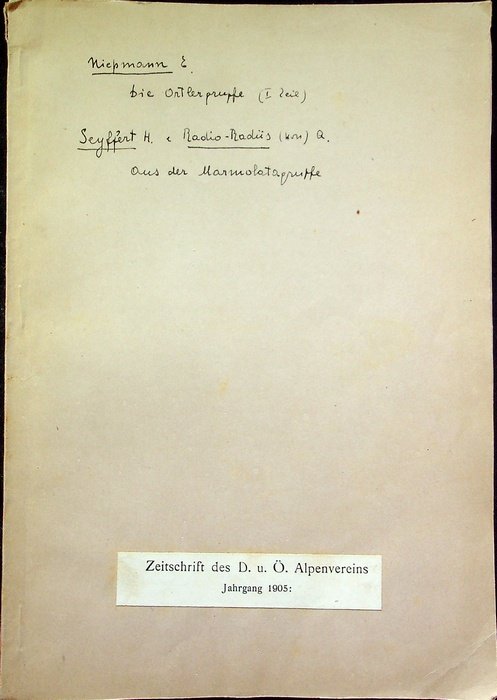 Niepmann E.
Die Ortlergruppe (I Teil)
Seyffert H. e Radio-Radiis (von) A.
Aus der Marmolatagruppe
Zeitschrift des D. u. Ö. Alpenvereins
Jahrgang 1905: